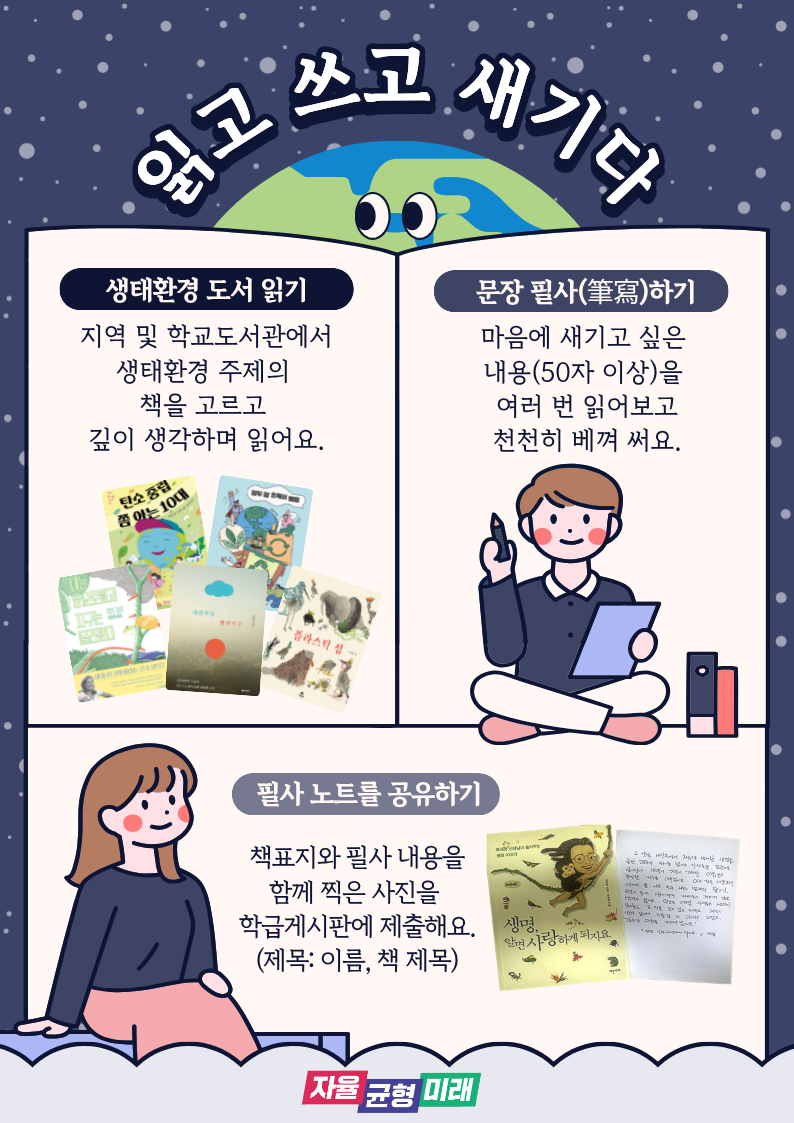 읽고 쓰고 새기다
생태환경 도서 읽기
지역 및 학교도서관에서
생태환경 주제의
책을 고르고
깊이 생각하며 읽어요.
탄소 중립
쫌 아는 10대
플라스틱 섬
문장 필사(筆寫)하기
마음에 새기고 싶은
내용(50자 이상)을
여러 번 읽어보고
천천히 베껴 써요.
필사 노트를 공유하기
책표지와 필사 내용을
함께 찍은 사진을
학급게시판에 제출해요.
(제목: 이름, 책 제목)
생명,
알면 사랑하게 되지요
자율 균형 미래